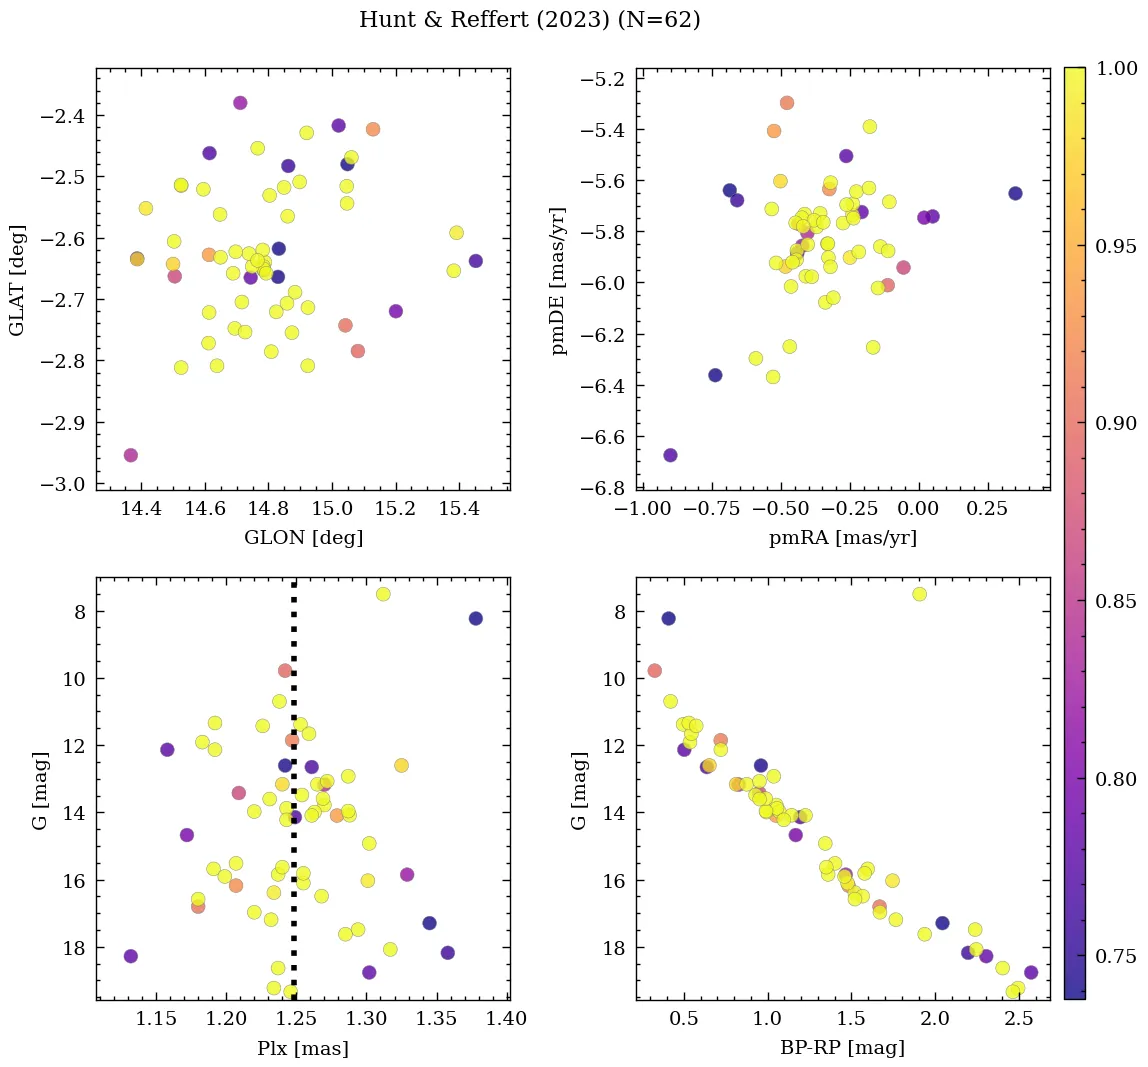 Hunt & Reffert (2023) (N=62)
−2.4
−2.5
−2.6
−2.7
−2.8
−2.9
−3.0
GLAT [deg]
14.4 14.6 14.8 15.0 15.2 15.4
GLON [deg]
−5.2
−5.4
−5.6
−5.8
−6.0
−6.2
−6.4
−6.6
−6.8
pmDE [mas/yr]
−1.00 −0.75 −0.50 −0.25 0.00 0.25
pmRA [mas/yr]
8
10
12
14
16
18
G [mag]
1.15 1.20 1.25 1.30 1.35 1.40
Plx [mas]
8
10
12
14
16
18
G [mag]
0.5 1.0 1.5 2.0 2.5
BP-RP [mag]
1.00
0.95
0.90
0.85
0.80
0.75